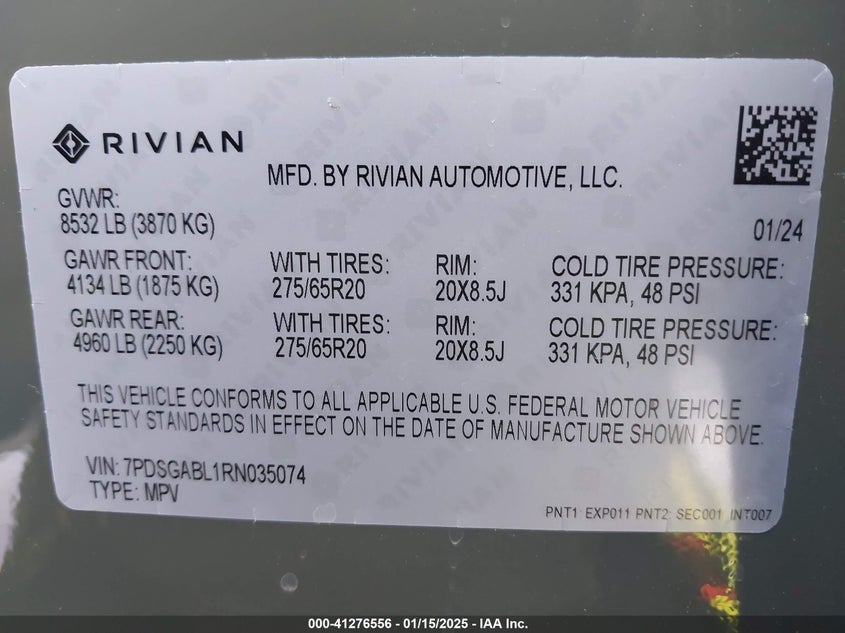 RIVIAN
MFD. BY RIVIAN AUTOMOTIVE, LLC.
GVWR:
8532 LB (3870 KG)
01/24
GAWR FRONT: WITH TIRES: RIM: COLD TIRE PRESSURE:
4134 LB (1875 KG) 275/65R20 20X8.5J 331 KPA, 48 PSI
GAWR REAR: WITH TIRES: RIM: COLD TIRE PRESSURE:
4960 LB (2250 KG) 275/65R20 20X8.5J 331 KPA, 48 PSI
THIS VEHICLE CONFORMS TO ALL APPLICABLE U.S. FEDERAL MOTOR VEHICLE
SAFETY STANDARDS IN EFFECT ON THE DATE OF MANUFACTURE SHOWN ABOVE.
VIN: 7PDSGABL1RN035074
TYPE: MPV
PNT1 EXP011 PNT2: SEC001 INT007
000-41276556 - 01/15/2025 - IAA Inc.